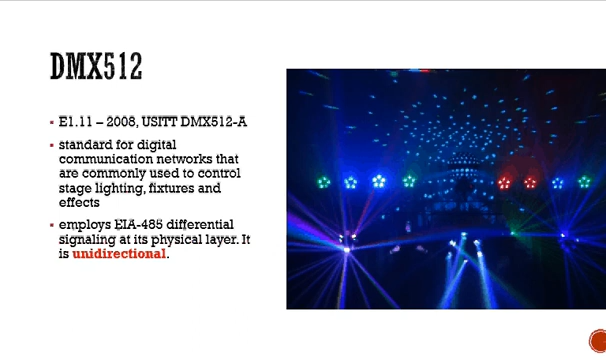 DMX512
▪ E1.11 – 2008, USITT DMX512-A
▪ standard for digital
communication networks that
are commonly used to control
stage lighting, fixtures and
effects
▪ employs EIA-485 differential
signaling at its physical layer. It
is unidirectional.